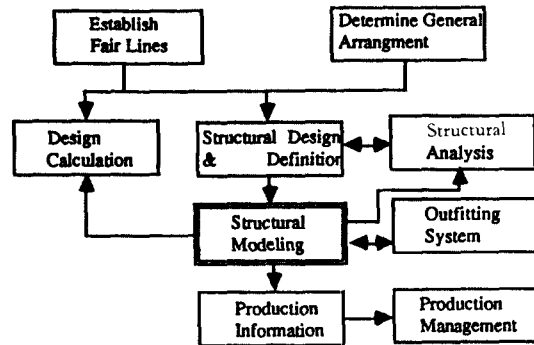 Establish
Fair Lines
Determine General
Arrangment
Design
Calculation
Structural Design
& Definition
Structural
Analysis
Structural
Modeling
Outfitting
System
Production
Information
Production
Management